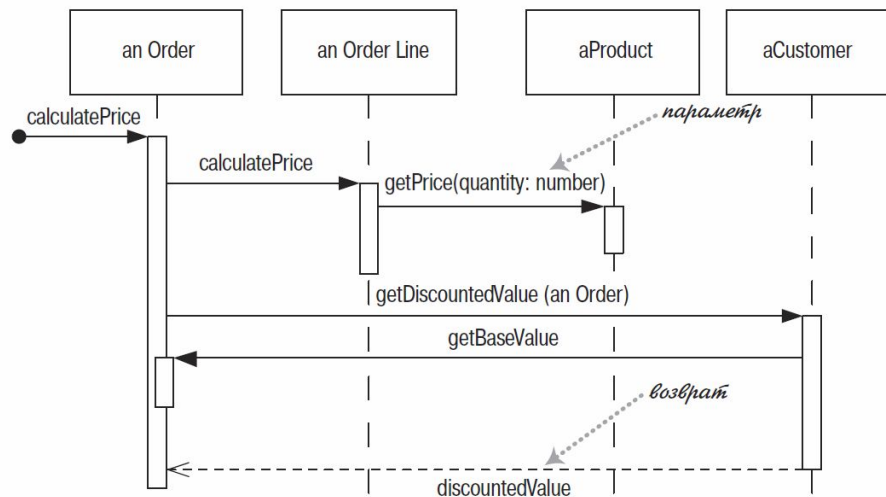 an Order
an Order Line
aProduct
aCustomer
calculatePrice
параметр
calculatePrice
getPrice(quantity: number)
getDiscountedValue (an Order)
getBaseValue
возврат
discountedValue